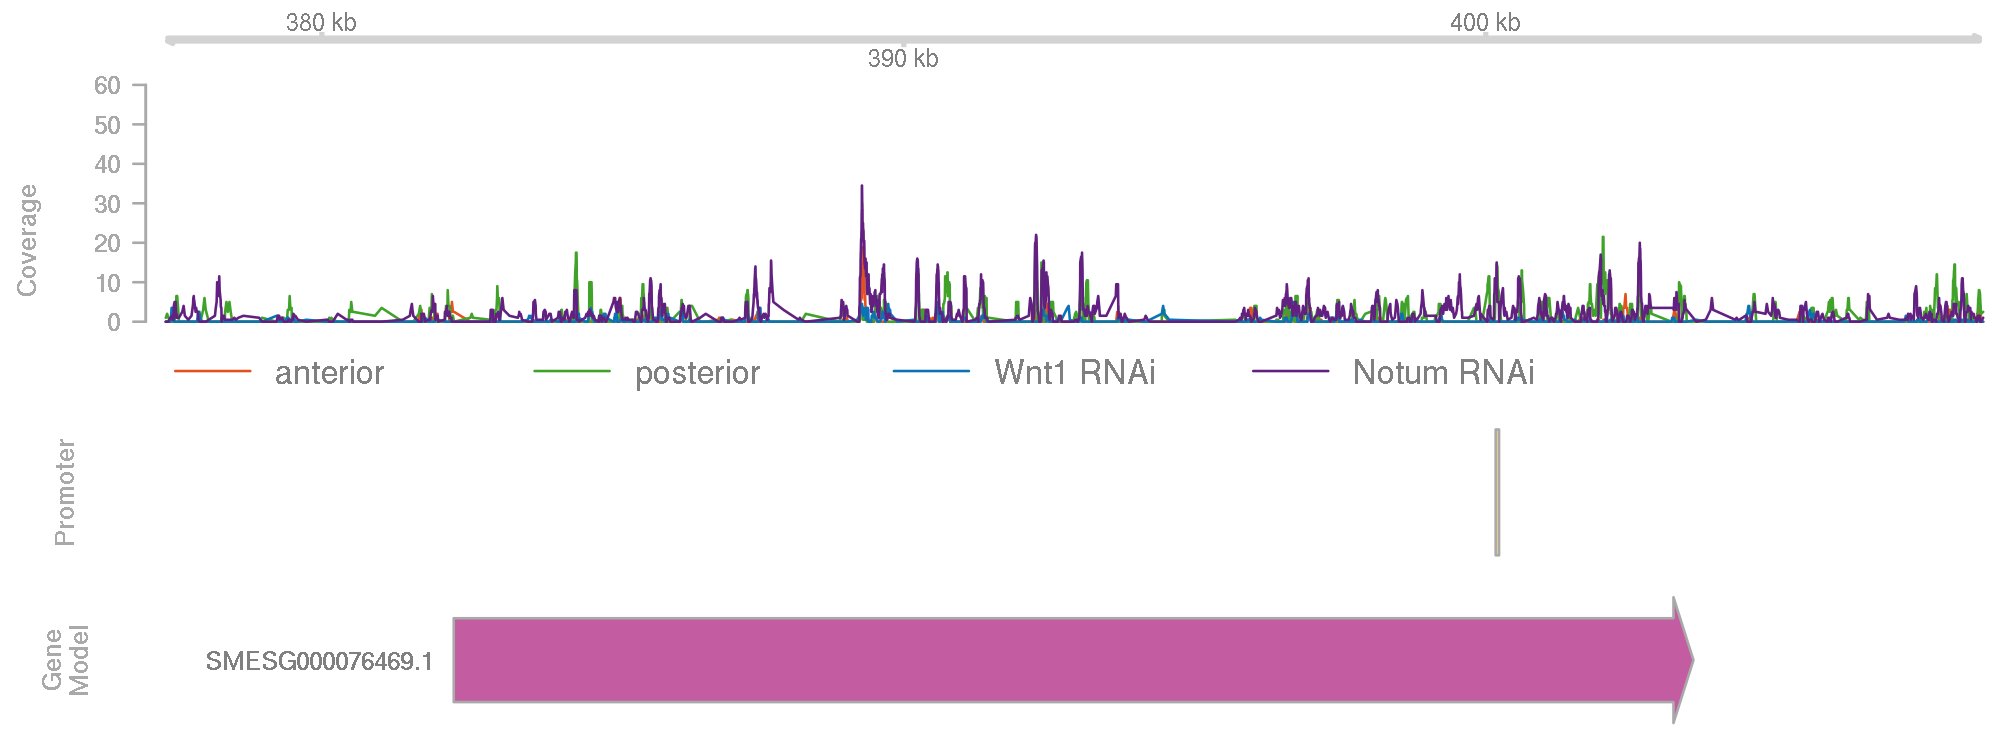 380 kb
400 kb
390 kb
60
50
40
30
20
10
0
Coverage
anterior
posterior
Wnt1 RNAi
Notum RNAi
Promoter
SMESG000076469.1
Gene
Model